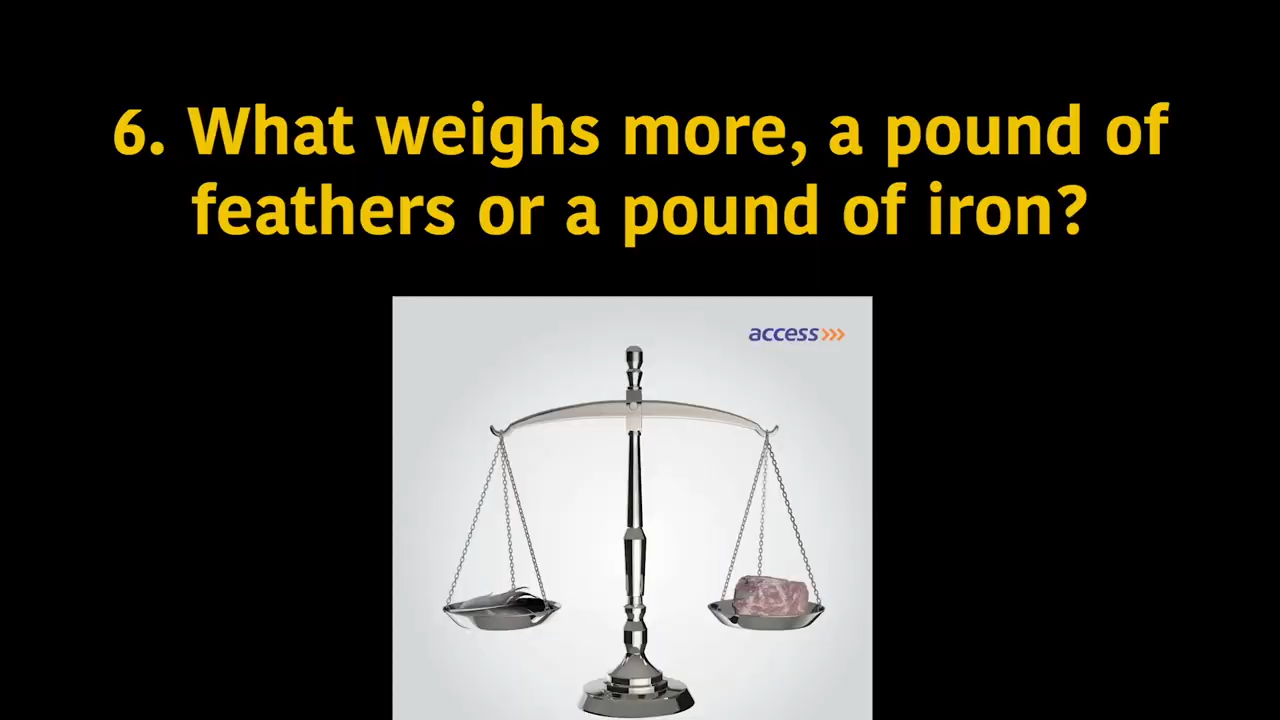 6. What weighs more, a pound of
feathers or a pound of iron?
access